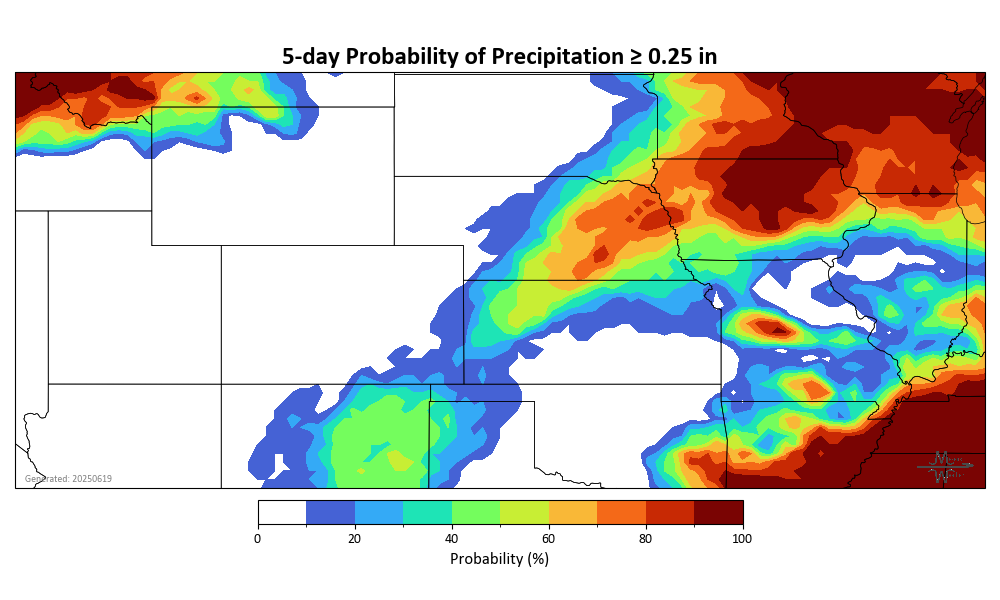 5-day Probability of Precipitation ≥ 0.25 in
Generated: 20250619
0 20 40 60 80 100
Probability (%)